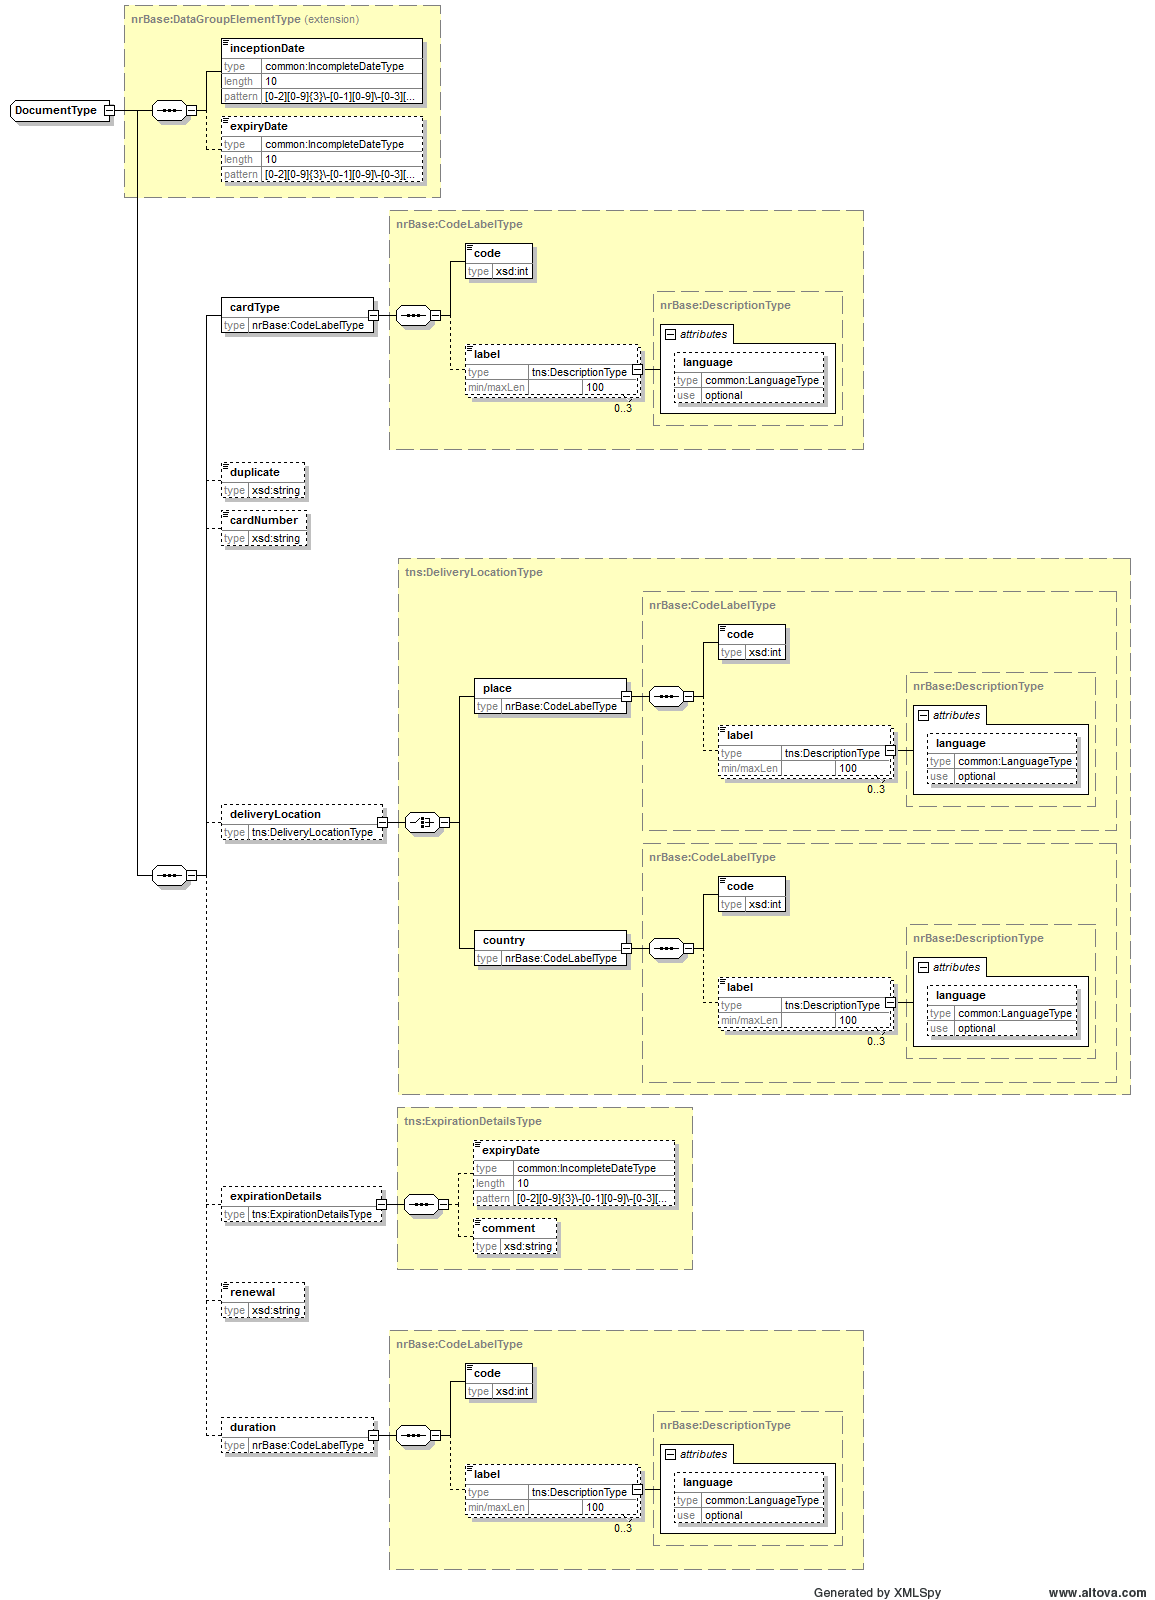 nrBase:DataGroupElementType (extension)
inceptionDate
type common:IncompleteDateType
length 10
pattern [0-2][0-9]{3}\-[0-1][0-9]\-[0-3][...
DocumentType
expiryDate
type common:IncompleteDateType
length 10
pattern [0-2][0-9]{3}\-[0-1][0-9]\-[0-3][...
nrBase:CodeLabelType
code
type xsd:int
cardType
type nrBase:CodeLabelType
nrBase:DescriptionType
attributes
label
type tns:DescriptionType
min/maxLen 100
0..3
language
type common:LanguageType
use optional
duplicate
type xsd:string
cardNumber
type xsd:string
tns:DeliveryLocationType
nrBase:CodeLabelType
code
type xsd:int
place
type nrBase:CodeLabelType
nrBase:DescriptionType
attributes
label
type tns:DescriptionType
min/maxLen 100
0..3
language
type common:LanguageType
use optional
deliveryLocation
type tns:DeliveryLocationType
nrBase:CodeLabelType
code
type xsd:int
country
type nrBase:CodeLabelType
nrBase:DescriptionType
attributes
label
type tns:DescriptionType
min/maxLen 100
0..3
language
type common:LanguageType
use optional
tns:ExpirationDetailsType
expiryDate
type common:IncompleteDateType
length 10
pattern [0-2][0-9]{3}\-[0-1][0-9]\-[0-3][...
expirationDetails
type tns:ExpirationDetailsType
comment
type xsd:string
renewal
type xsd:string
nrBase:CodeLabelType
code
type xsd:int
duration
type nrBase:CodeLabelType
nrBase:DescriptionType
attributes
label
type tns:DescriptionType
min/maxLen 100
0..3
language
type common:LanguageType
use optional
Generated by XMLSpy www.altova.com